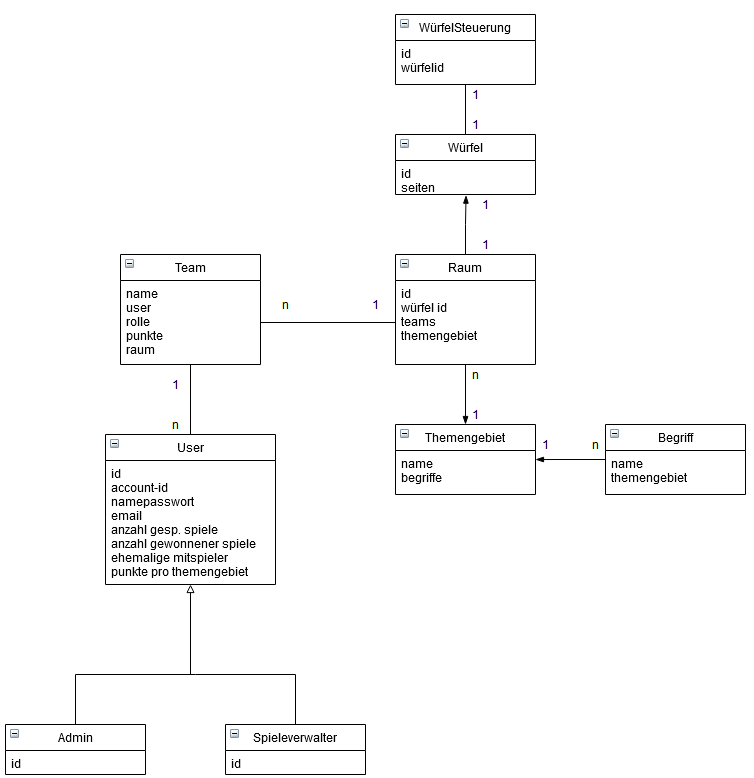 WürfelSteuerung
id
würfelid
1
1
Würfel
id
seiten
1
1
Team
name
user
rolle
punkte
raum
n
1
Raum
id
würfel id
teams
themengebiet
1
n
n
1
User
id
account-id
namepasswort
email
anzahl gesp. spiele
anzahl gewonnener spiele
ehemalige mitspieler
punkte pro themengebiet
Themengebiet
name
begriffe
1
n
Begriff
name
themengebiet
Admin
id
Spieleverwalter
id